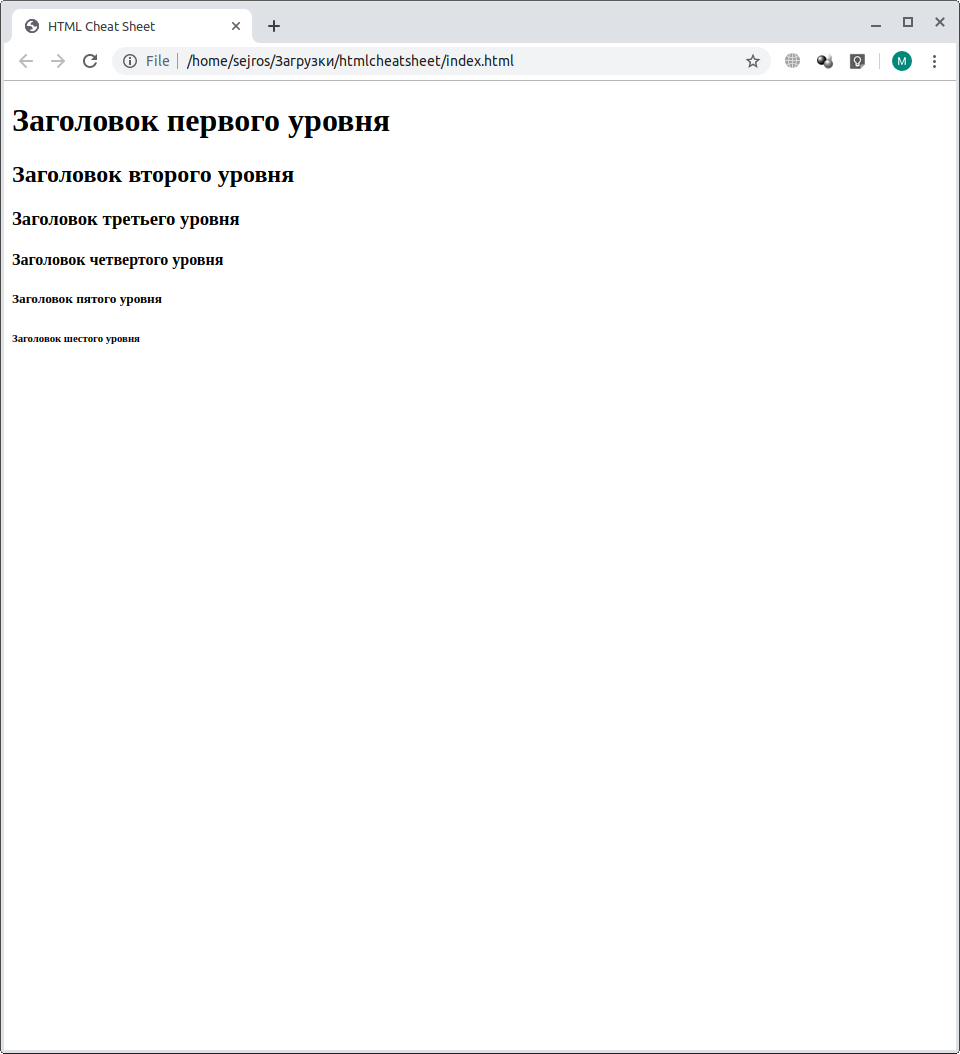 HTML Cheat Sheet
File /home/sejros/Загрузки/htmlcheatsheet/index.html M
Заголовок первого уровня
Заголовок второго уровня
Заголовок третьего уровня
Заголовок четвертого уровня
Заголовок пятого уровня
Заголовок шестого уровня